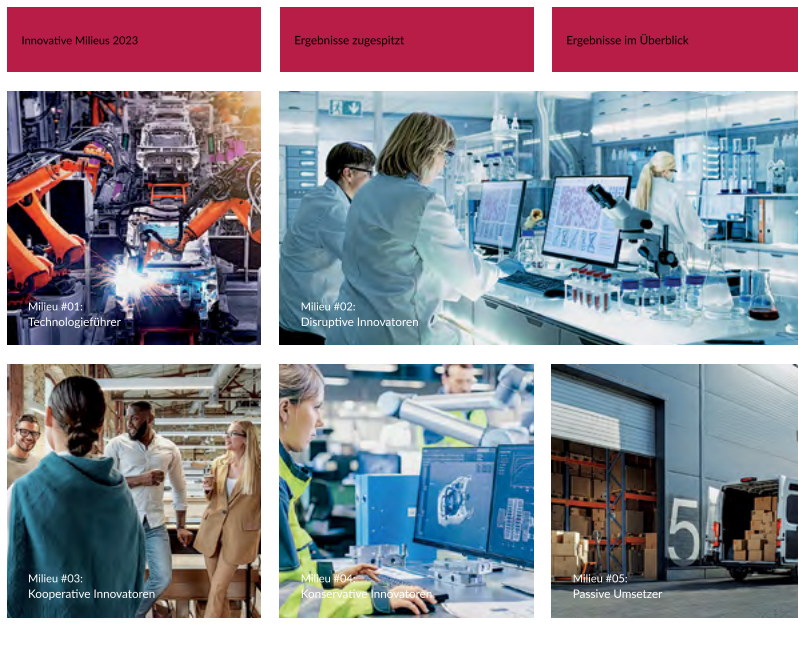 Innovative Milieus 2023
Ergebnisse zugespitzt
Ergebnisse im Überblick
Milieu #01:
Technologieführer
Milieu #02:
Disruptive Innovatoren
Milieu #03:
Kooperative Innovatoren
Milieu #04:
Konservative Innovatoren
5
Milieu #05:
Passive Umsetzer